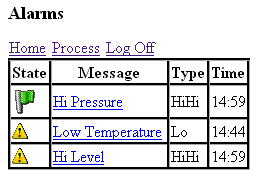 Alarms
Home Process Log Off
State Message Type Time
Hi Pressure HiHi 14:59
Low Temperature Lo 14:44
Hi Level HiHi 14:59